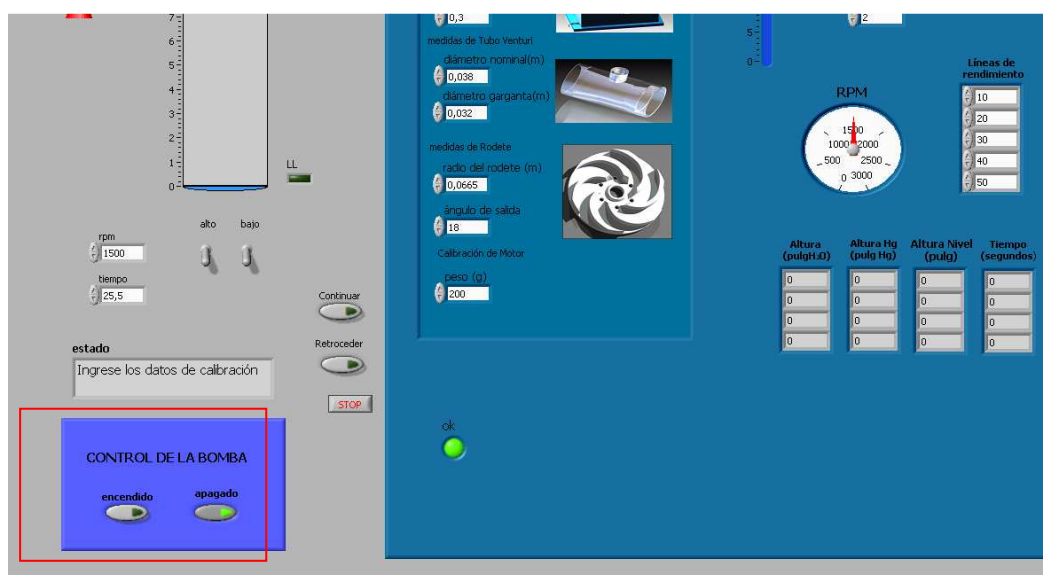 7
6
5
4
3
2
1
0
LL
alto bajo
rpm
1500
tiempo
25,5
Continuar
Retroceder
estado
Ingrese los datos de calibración
STOP
CONTROL DE LA BOMBA
encendido apagado
0,3
medidas de Tubo Venturi
diámetro nominal(m)
0,038
diámetro garganta(m)
0,032
medidas de Rodete
radio del rodete (m)
0,0665
ángulo de salida
18
Calibración de Motor
peso (g)
200
ok
5
0
2
RPM
1500
1000 2000
500 2500
0 3000
Líneas de
rendimiento
10
20
30
40
50
Altura Altura Hg Altura Nivel Tiempo
(pulgH₂O) (pulg Hg) (pulg) (segundos)
0 0 0 0
0 0 0 0
0 0 0 0
0 0 0 0